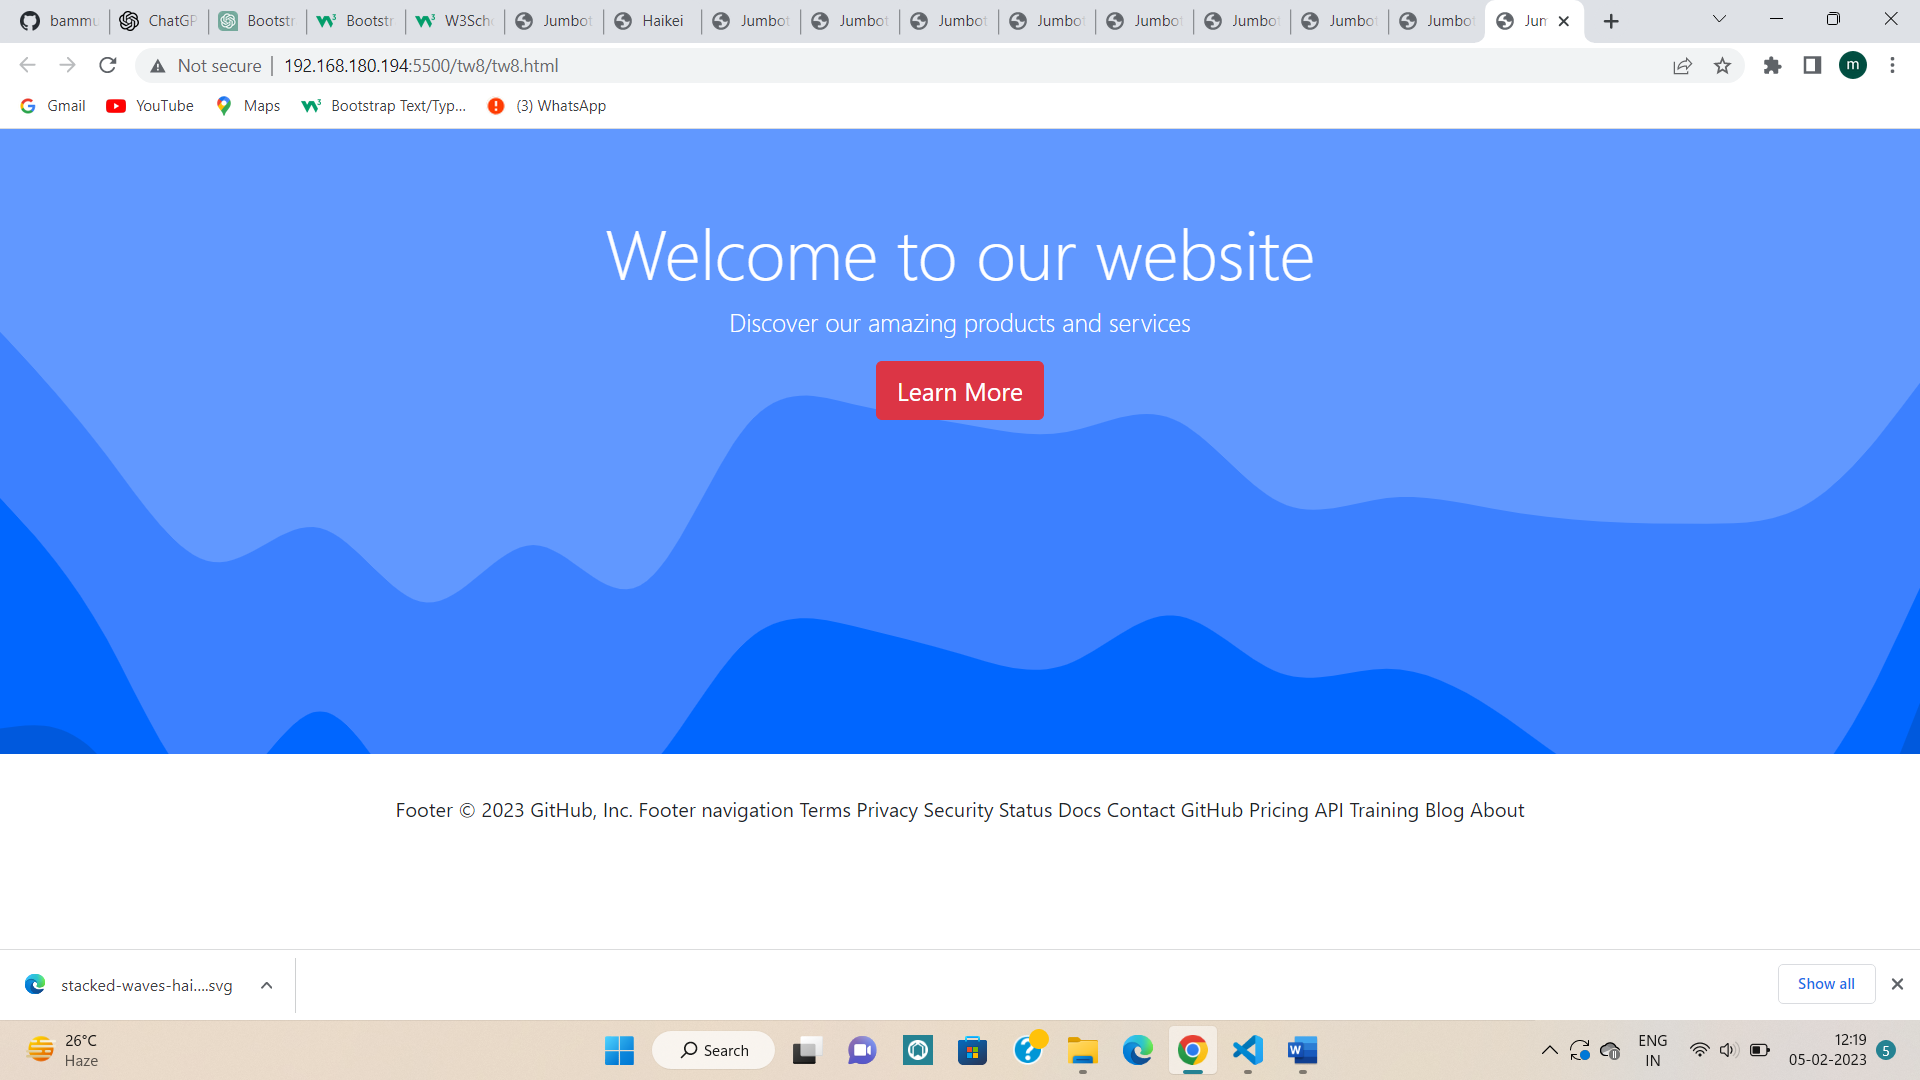 bammu
ChatGP
Bootstr
Bootstr
W3Sch
Jumbot
Haikei
Jumbot
Jumbot
Jumbot
Jumbot
Jumbot
Jumbot
Jumbot
Jumbot
Jum
Not secure
192.168.180.194:5500/tw8/tw8.html
m
Gmail
YouTube
Maps
Bootstrap Text/Typ...
(3) WhatsApp
Welcome to our website
Discover our amazing products and services
Learn More
Footer © 2023 GitHub, Inc. Footer navigation Terms Privacy Security Status Docs Contact GitHub Pricing API Training Blog About
stacked-waves-hai....svg
Show all
26°C
Haze
Search
ENG
IN
12:19
05-02-2023
5